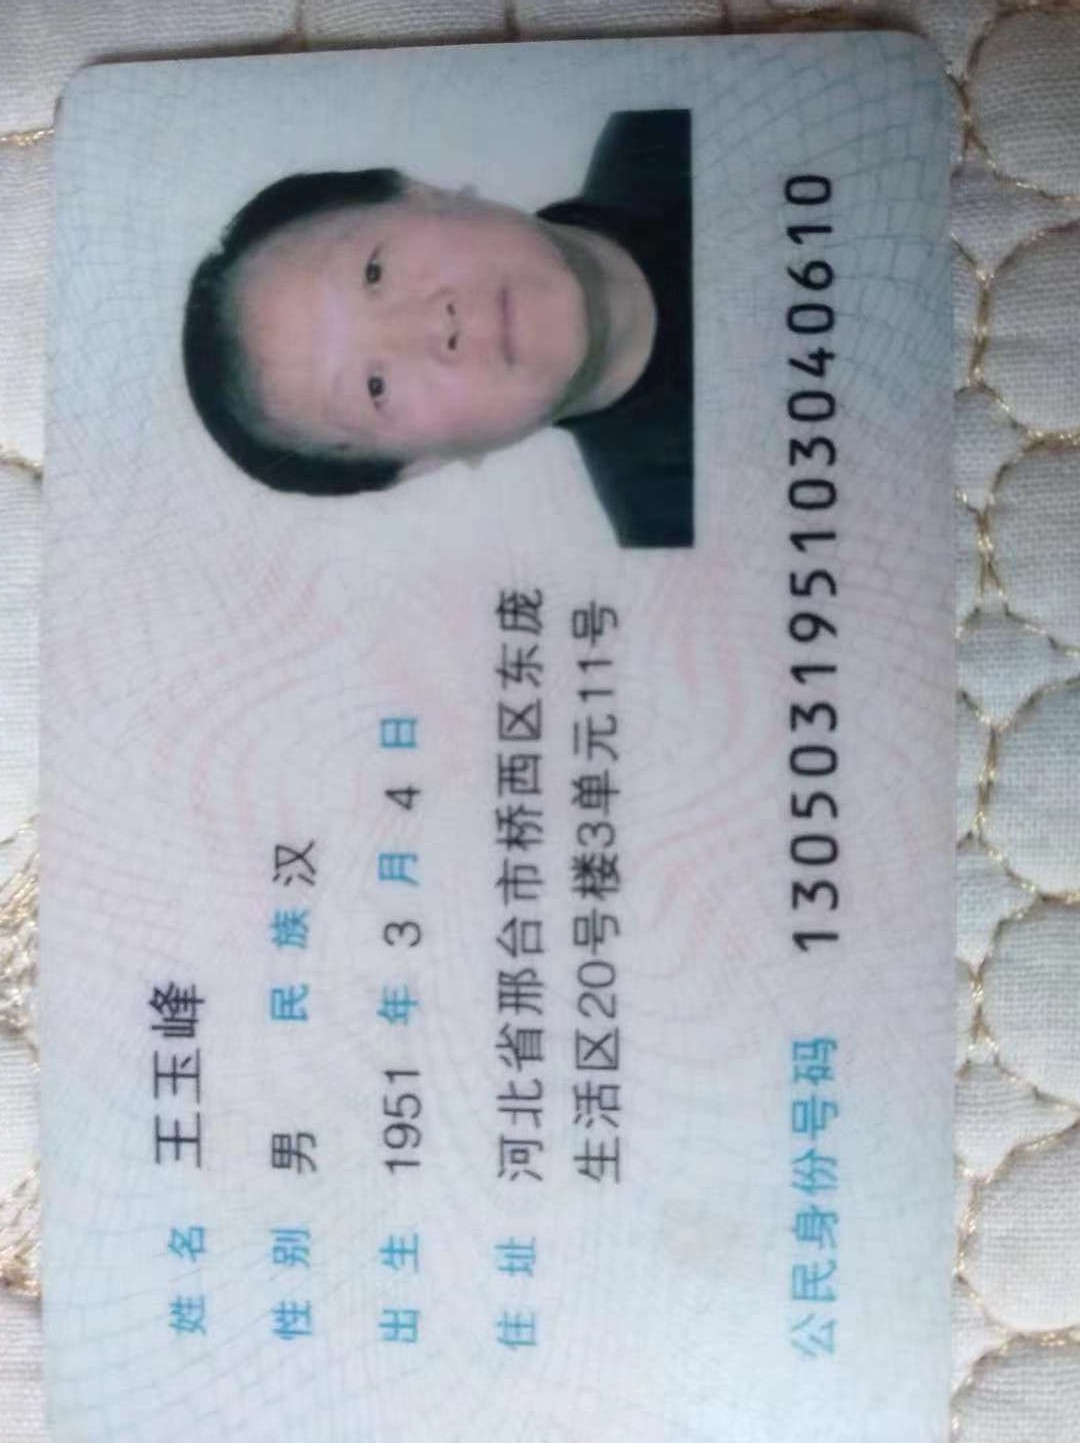 姓名 王玉峰
性别 男 民族 汉
出生 1951 年 3 月 4 日
住址 河北省邢台市桥西区东庞
生活区20号楼3单元11号
公民身份号码 130503195103040610